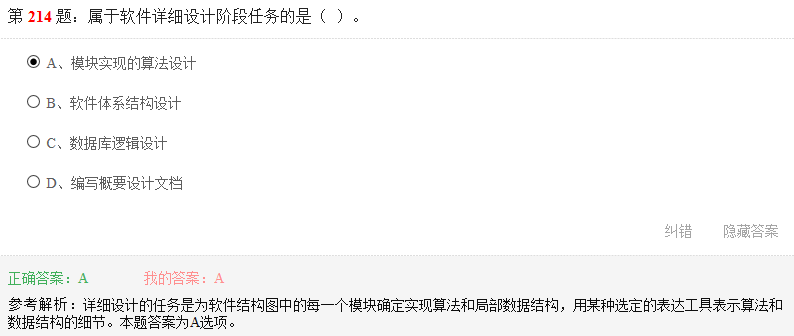 第 214 题：属于软件详细设计阶段任务的是（ ）。
A、模块实现的算法设计
B、软件体系结构设计
C、数据库逻辑设计
D、编写概要设计文档
纠错 隐藏答案
正确答案：A 我的答案：A
参考解析：详细设计的任务是为软件结构图中的每一个模块确定实现算法和局部数据结构，用某种选定的表达工具表示算法和
数据结构的细节。本题答案为A选项。